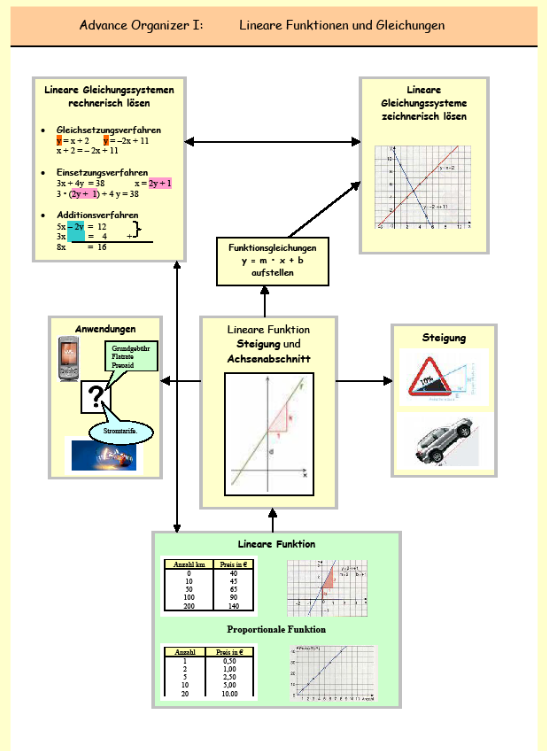 Advance Organizer I: Lineare Funktionen und Gleichungen
Lineare Gleichungssystemen
rechnerisch lösen
• Gleichsetzungsverfahren
y = x + 2 y = –2x + 11
x + 2 = – 2x + 11
• Einsetzungsverfahren
3x + 4y = 38 x = 2y + 1
3 · (2y + 1) + 4 y = 38
• Additionsverfahren
5x – 2y = 12
3x = 4 +
8x = 16
Lineare
Gleichungssysteme
zeichnerisch lösen
Funktionsgleichungen
y = m · x + b
aufstellen
Anwendungen
Grundgebühr
Flatrate
Prepaid
?
Stromtarife.
Lineare Funktion
Steigung und
Achsenabschnitt
f
1
d
x
Steigung
Lineare Funktion
Anzahl km Preis in €
0 40
10 45
50 65
100 90
200 140
Proportionale Funktion
Anzahl Preis in €
1 0,50
2 1,00
5 2,50
10 5,00
20 10,00